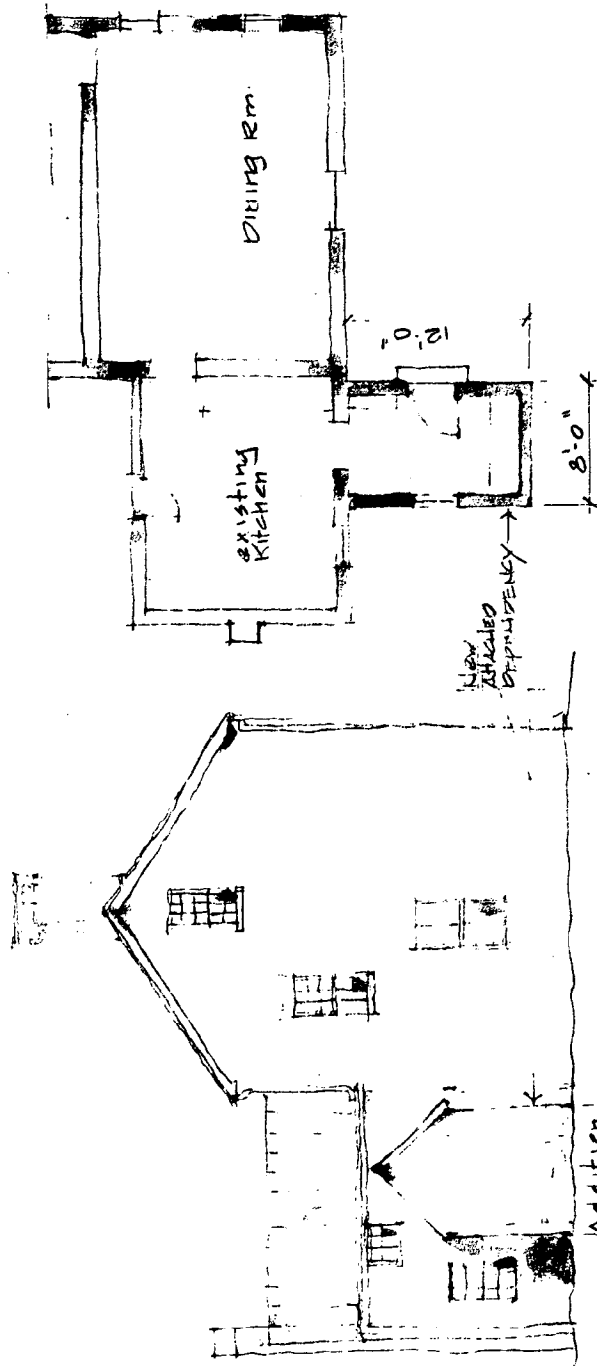 Dining Rm.
existing
Kitchen
12'-0"
8'-0"
New
Attached
Dependency
Addition